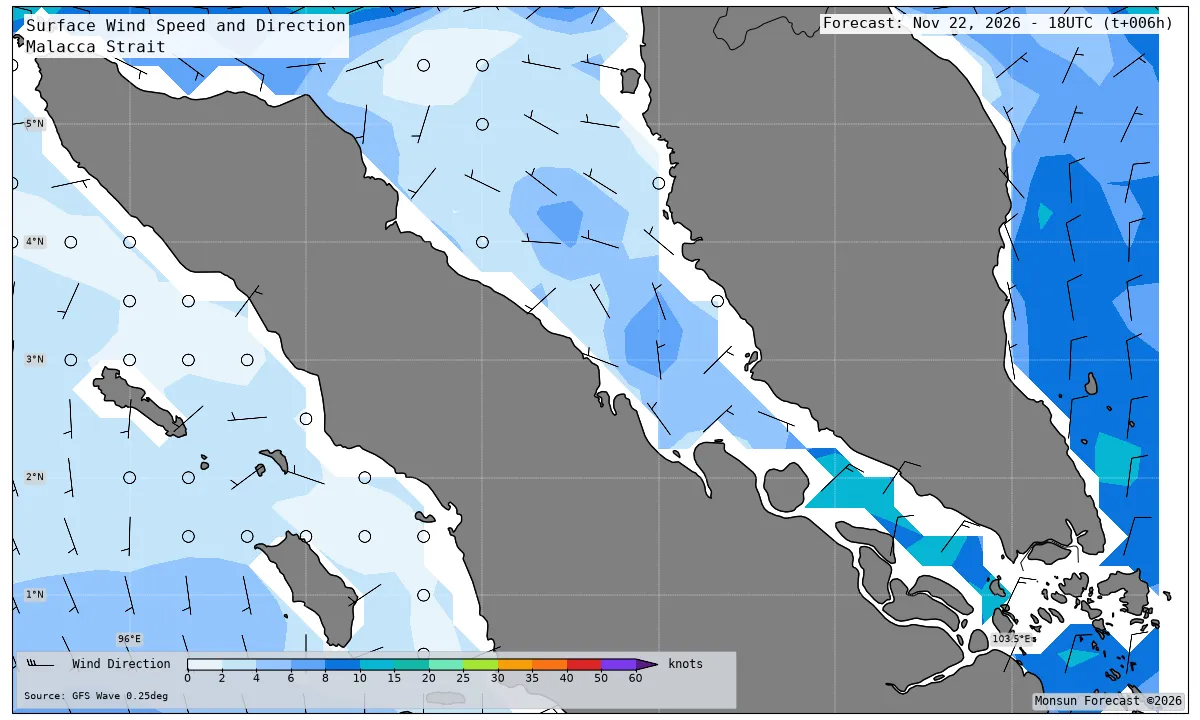 Surface Wind Speed and Direction
Malacca Strait
Forecast: Nov 22, 2026 - 18UTC (t+006h)
5°N
4°N
3°N
2°N
1°N
96°E
103.5°E
Wind Direction
0 2 4 6 8 10 15 20 25 30 35 40 50 60
knots
Source: GFS Wave 0.25deg
Monsun Forecast ©2026